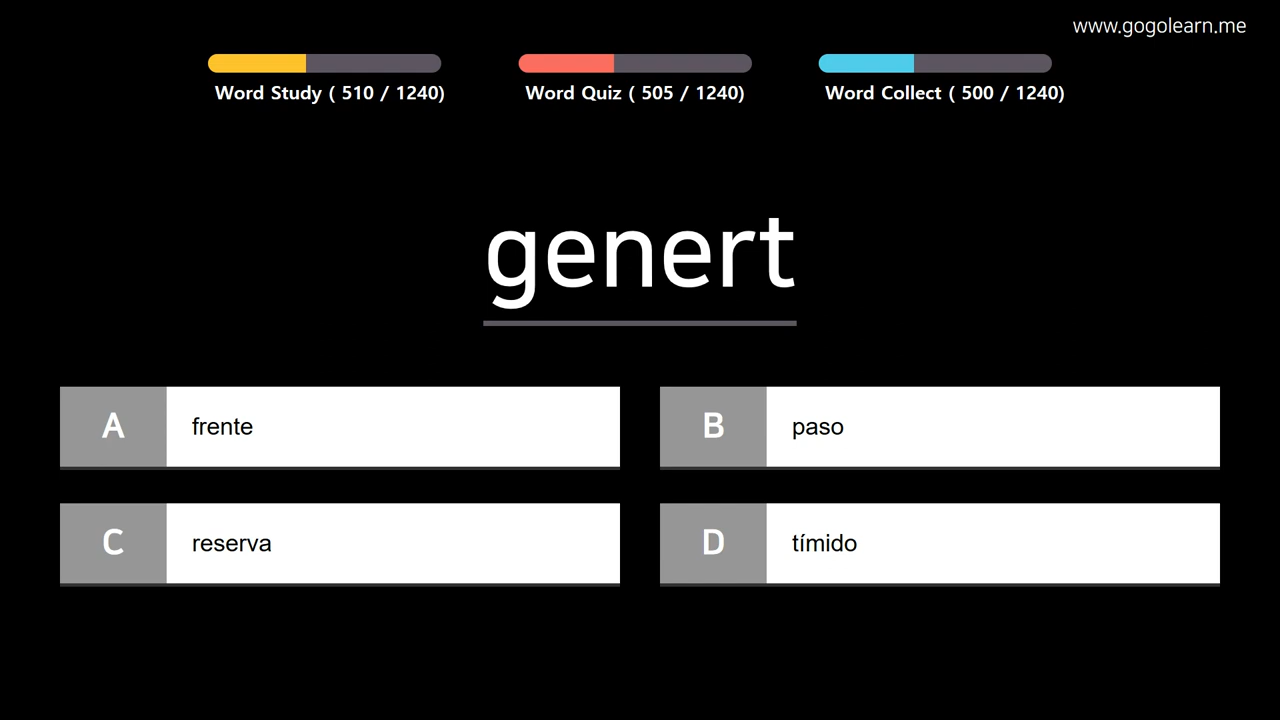 www.gogolearn.me
Word Study ( 510 / 1240)
Word Quiz ( 505 / 1240)
Word Collect ( 500 / 1240)
genert
A frente
B paso
C reserva
D tímido